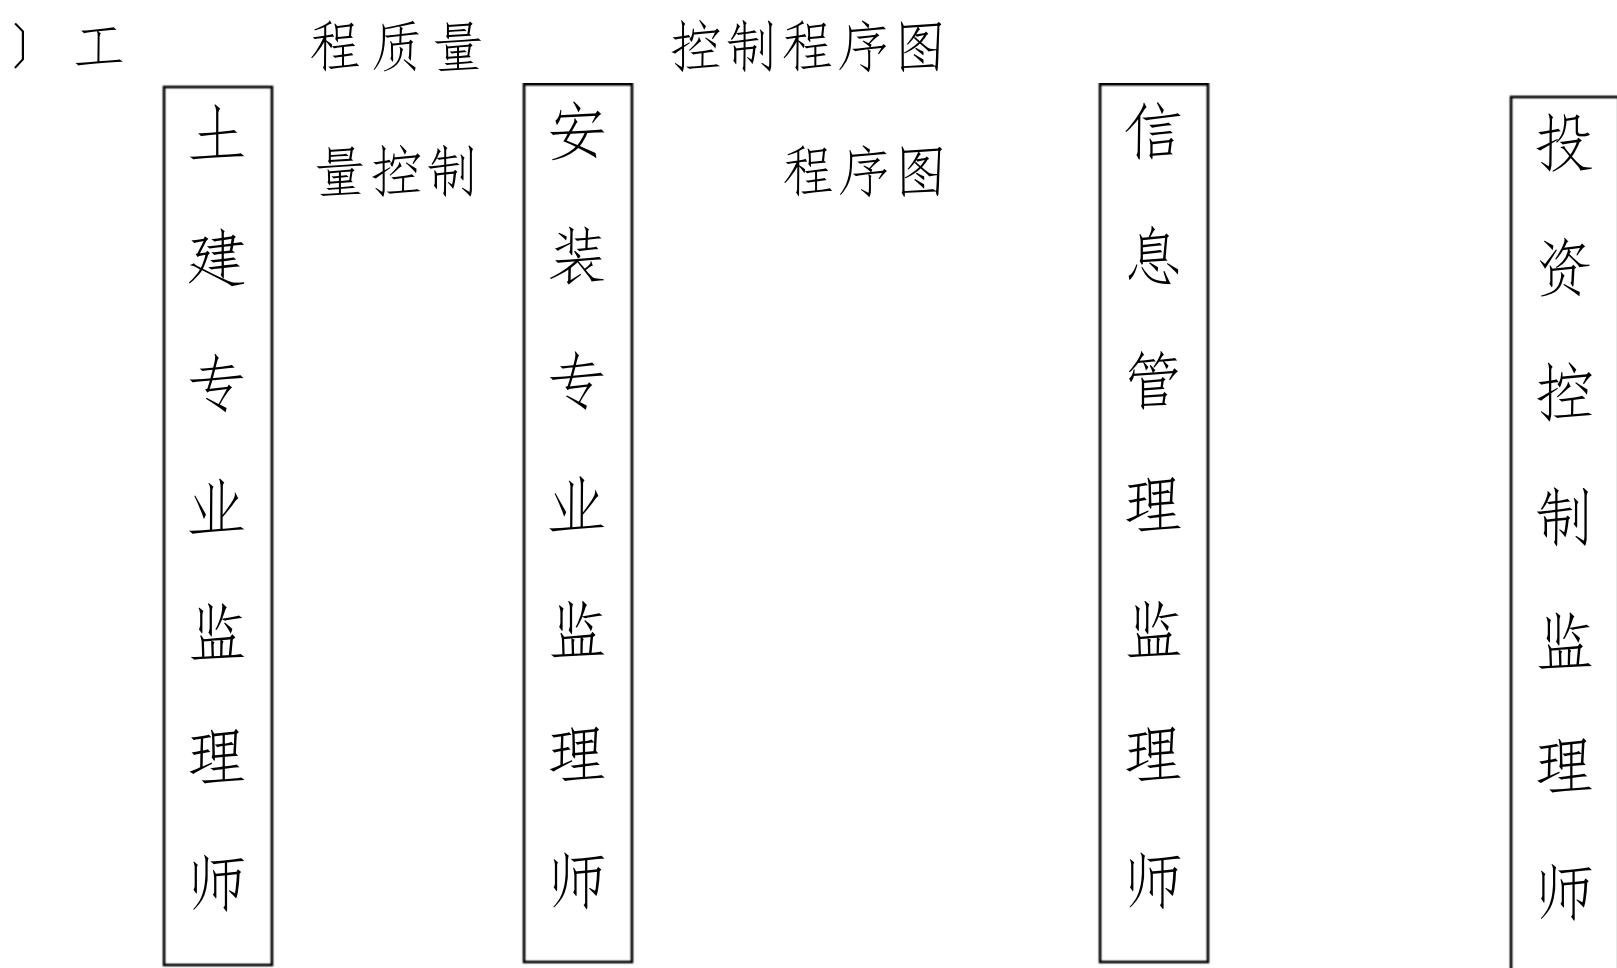 ）工 程质量 控制程序图
量控制 程序图
土建专业监理师
安装专业监理师
信息管理监理师
投资控制监理师